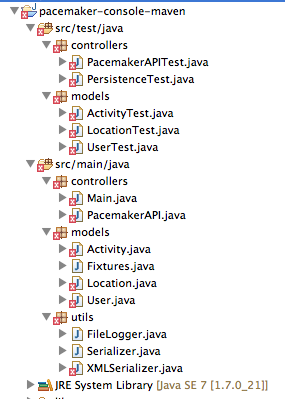 pacemaker-console-maven
src/test/java
controllers
PacemakerAPITest.java
PersistenceTest.java
models
ActivityTest.java
LocationTest.java
UserTest.java
src/main/java
controllers
Main.java
PacemakerAPI.java
models
Activity.java
Fixtures.java
Location.java
User.java
utils
FileLogger.java
Serializer.java
XMLSerializer.java
JRE System Library [Java SE 7 [1.7.0_21]]